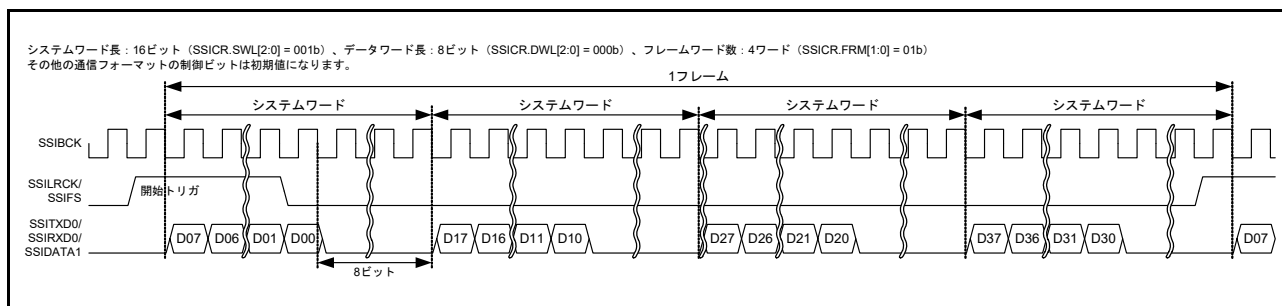 システムワード長：16ビット（SSICR.SWL[2:0] = 001b）、データワード長：8ビット（SSICR.DWL[2:0] = 000b）、フレームワード数：4ワード（SSICR.FRM[1:0] = 01b）
その他の通信フォーマットの制御ビットは初期値になります。
1フレーム
システムワード システムワード システムワード システムワード
SSIBCK
SSILRCK/
SSIFS
開始トリガ
SSITXD0/
SSIRXD0/
SSIDATA1
D07 D06 D01 D00 D17 D16 D11 D10 D27 D26 D21 D20 D37 D36 D31 D30 D07
8ビット